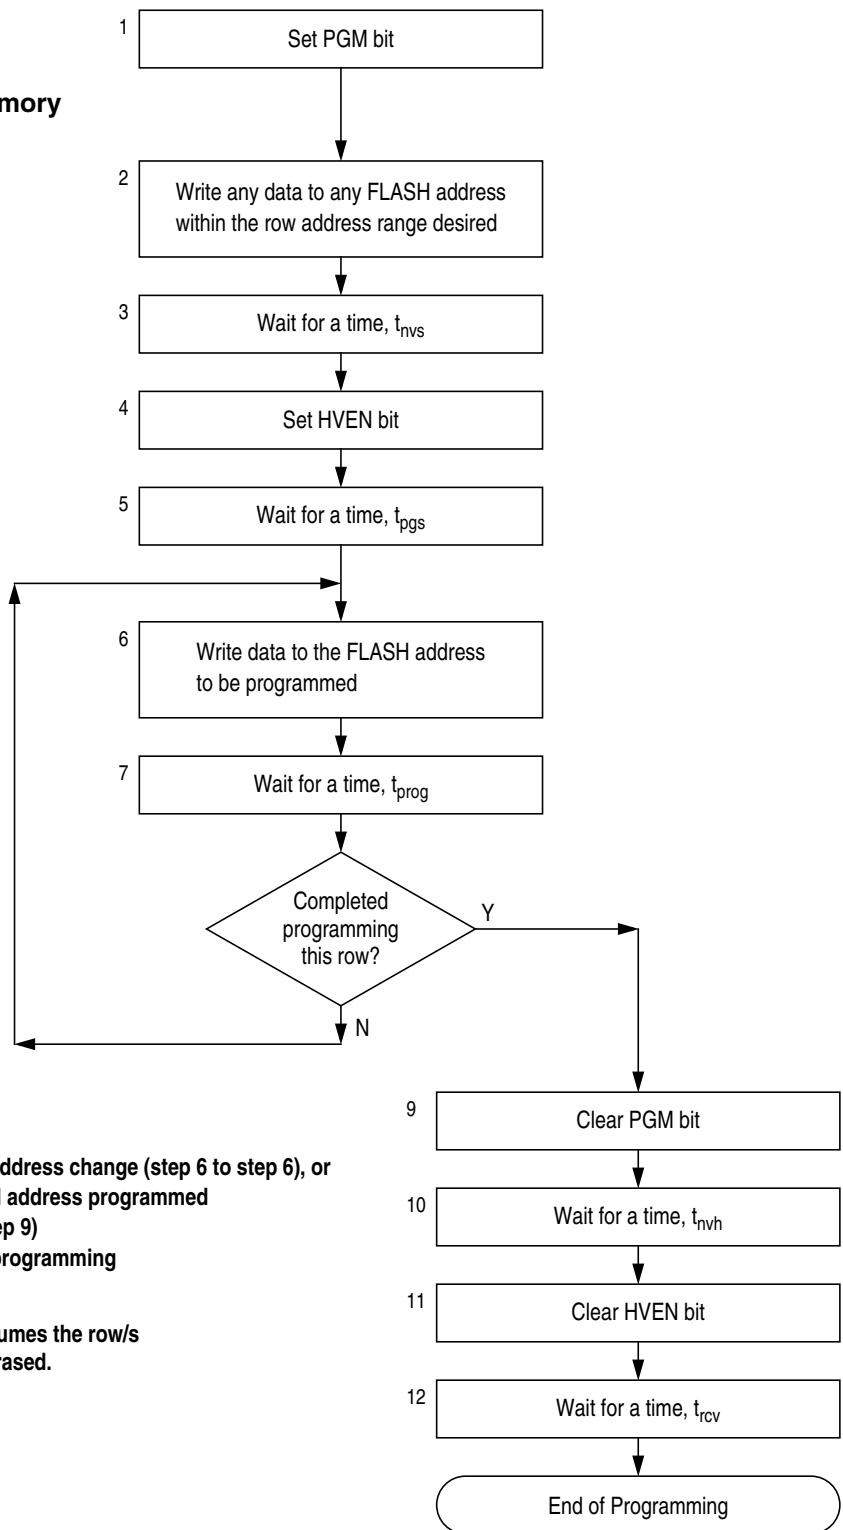 1
Set PGM bit
2
Write any data to any FLASH address
within the row address range desired
3
Wait for a time, tnvs
4
Set HVEN bit
5
Wait for a time, tpgs
6
Write data to the FLASH address
to be programmed
7
Wait for a time, tprog
Completed
programming
this row?
Y
N
9
Clear PGM bit
address change (step 6 to step 6), or
address programmed
9)
programming
10
Wait for a time, tnvh
11
Clear HVEN bit
the row/s
12
Wait for a time, trcv
End of Programming